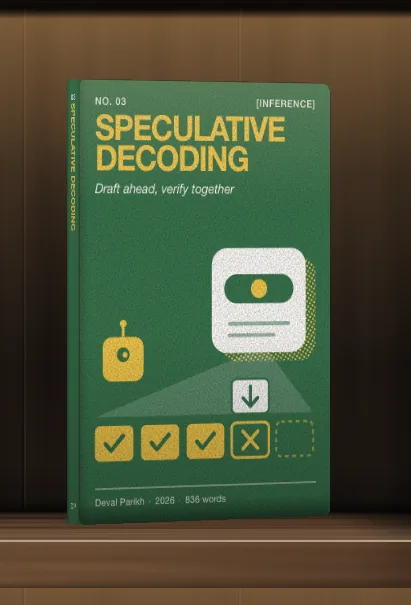 NO. 03
[INFERENCE]
SPECULATIVE
DECODING
Draft ahead, verify together
Deval Parikh · 2026 · 836 words
SPECULATIVE DECODING